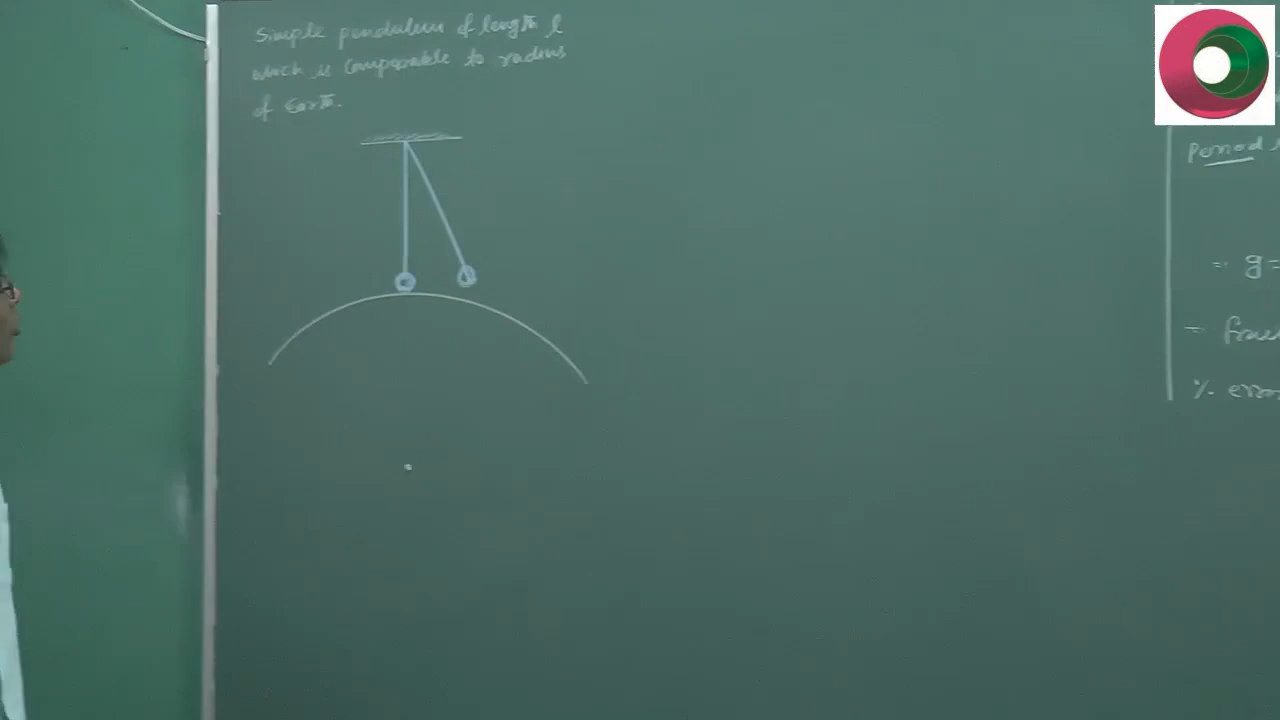 Simple pendulum of length l
which is comparable to radius
of Earth.
Period
= g =
% error